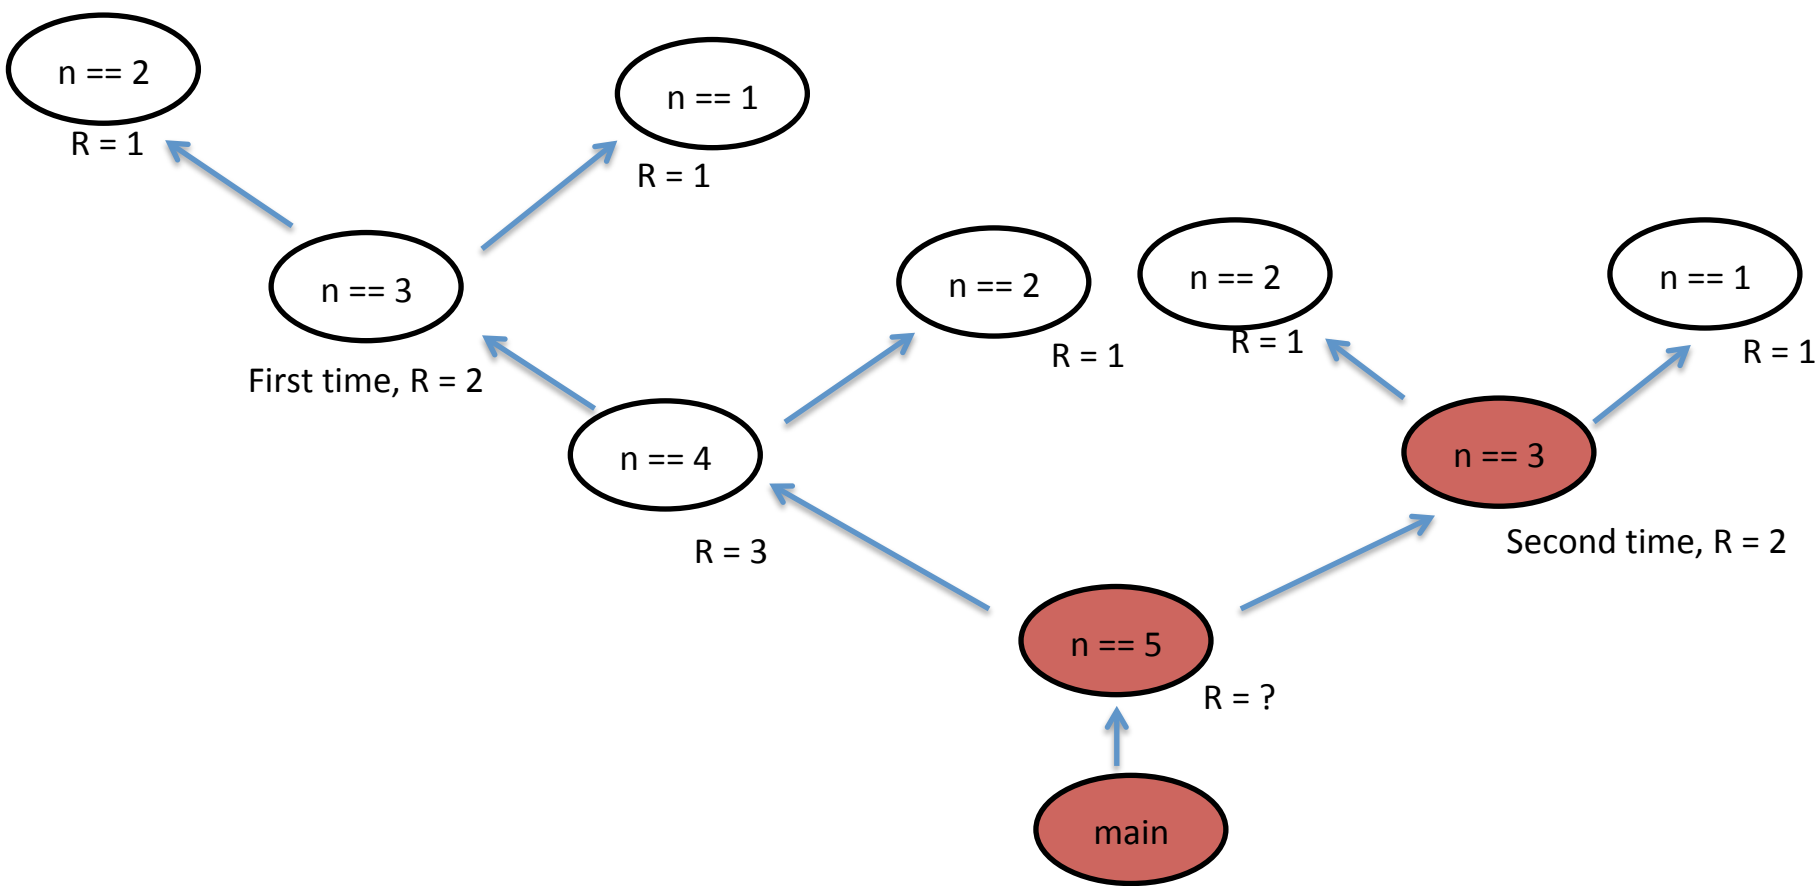 n == 2
R = 1
n == 1
R = 1
n == 3
First time, R = 2
n == 2
R = 1
n == 2
R = 1
n == 1
R = 1
n == 4
R = 3
n == 3
Second time, R = 2
n == 5
R = ?
main